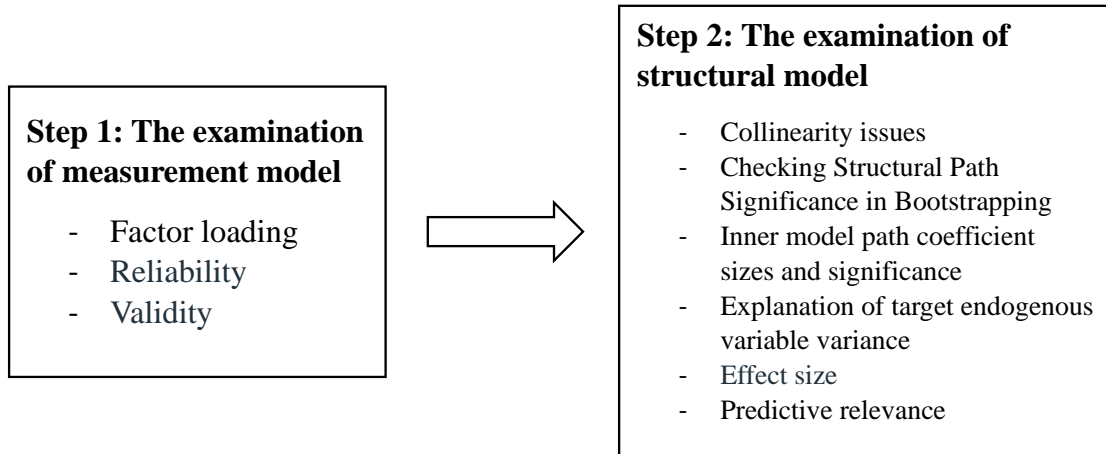 Step 1: The examination
of measurement model
- Factor loading
- Reliability
- Validity
Step 2: The examination of
structural model
- Collinearity issues
- Checking Structural Path
Significance in Bootstrapping
- Inner model path coefficient
sizes and significance
- Explanation of target endogenous
variable variance
- Effect size
- Predictive relevance